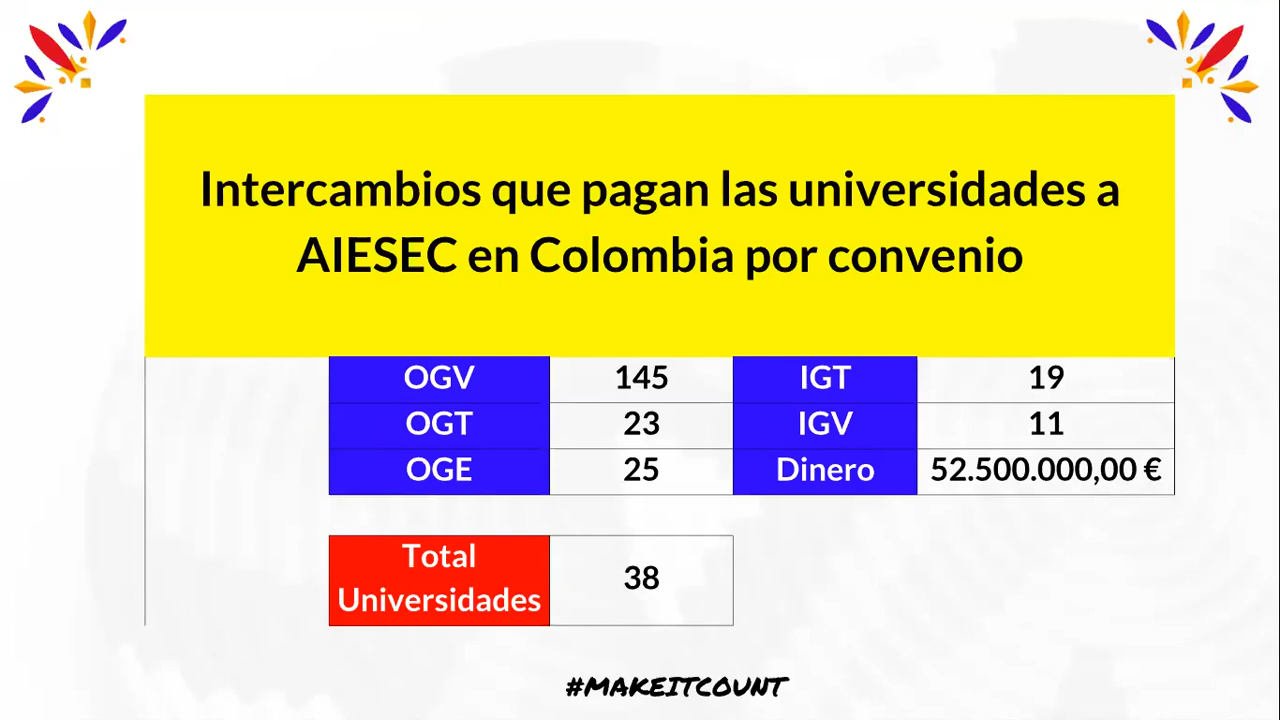 Intercambios que pagan las universidades a
AIESEC en Colombia por convenio
OGV 145 IGT 19
OGT 23 IGV 11
OGE 25 Dinero 52.500.000,00 €
Total
Universidades
38
#MAKEITCOUNT